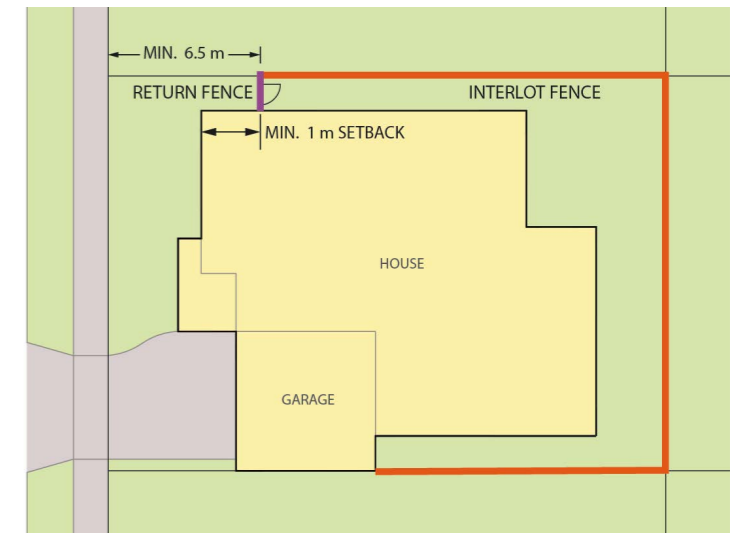 MIN. 6.5 m
RETURN FENCE
INTERLOT FENCE
MIN. 1 m SETBACK
HOUSE
GARAGE